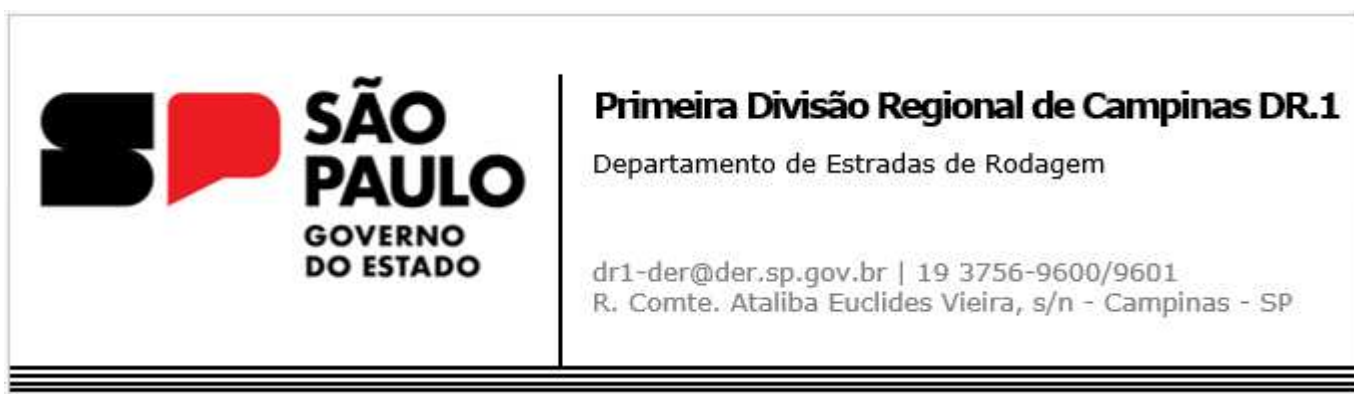 SP
SÃO
PAULO
GOVERNO
DO ESTADO
Primeira Divisão Regional de Campinas DR.1
Departamento de Estradas de Rodagem
dr1-der@der.sp.gov.br | 19 3756-9600/9601
R. Comte. Ataliba Euclides Vieira, s/n - Campinas - SP